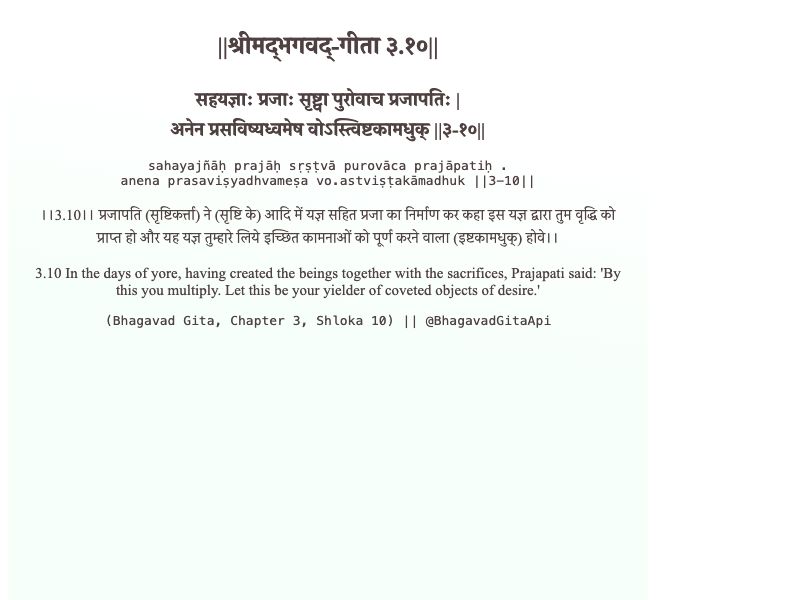 ||श्रीमद्‍भगवद्‍-गीता ३.१०||
सहयज्ञाः प्रजाः सृष्ट्वा पुरोवाच प्रजापतिः |
अनेन प्रसविष्यध्वमेष वोऽस्त्विष्टकामधुक् ||३-१०||
sahayajñāḥ prajāḥ sṛṣṭvā purovāca prajāpatiḥ .
anena prasaviṣyadhvameṣa vo.astviṣṭakāmadhuk ||3-10||
।।3.10।। प्रजापति (सृष्टिकर्त्ता) ने (सृष्टि के) आदि में यज्ञ सहित प्रजा का निर्माण कर कहा इस यज्ञ द्वारा तुम वृद्धि को
प्राप्त हो और यह यज्ञ तुम्हारे लिये इच्छित कामनाओं को पूर्ण करने वाला (इष्टकामधुक्) होवे।।
3.10 In the days of yore, having created the beings together with the sacrifices, Prajapati said: 'By
this you multiply. Let this be your yielder of coveted objects of desire.'
(Bhagavad Gita, Chapter 3, Shloka 10) || @BhagavadGitaApi